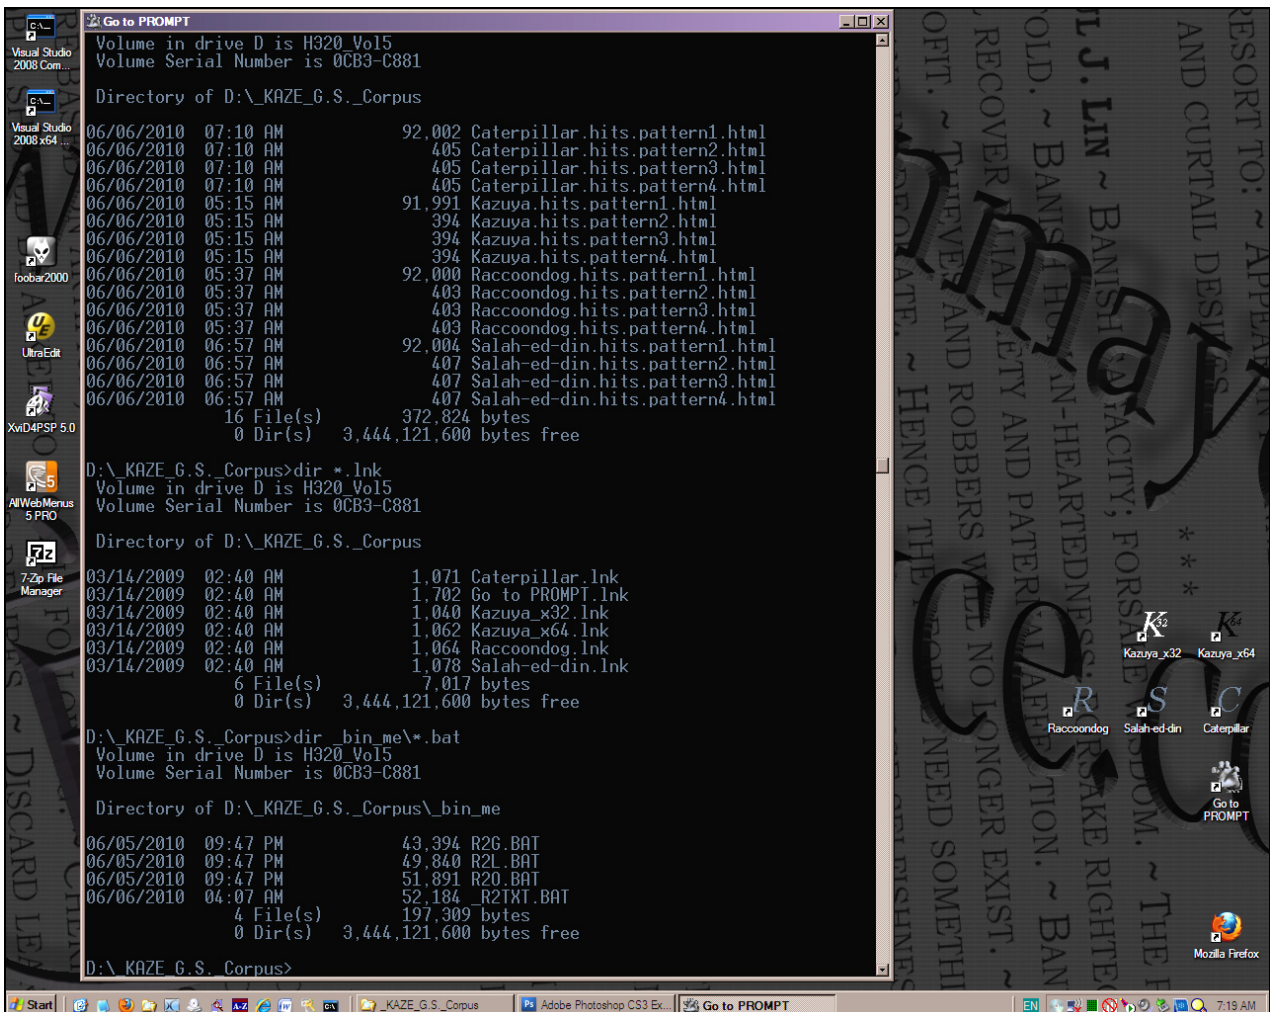 Go to PROMPT
Volume in drive D is H320_Vol5
Volume Serial Number is 0CB3-C881
Directory of D:\_KAZE_G.S._Corpus
06/06/2010 07:10 AM 92,002 Caterpillar.hits.pattern1.html
06/06/2010 07:10 AM 405 Caterpillar.hits.pattern2.html
06/06/2010 07:10 AM 405 Caterpillar.hits.pattern3.html
06/06/2010 07:10 AM 405 Caterpillar.hits.pattern4.html
06/06/2010 05:15 AM 91,991 Kazuya.hits.pattern1.html
06/06/2010 05:15 AM 394 Kazuya.hits.pattern2.html
06/06/2010 05:15 AM 394 Kazuya.hits.pattern3.html
06/06/2010 05:15 AM 394 Kazuya.hits.pattern4.html
06/06/2010 05:37 AM 92,000 Raccoondog.hits.pattern1.html
06/06/2010 05:37 AM 403 Raccoondog.hits.pattern2.html
06/06/2010 05:37 AM 403 Raccoondog.hits.pattern3.html
06/06/2010 05:37 AM 403 Raccoondog.hits.pattern4.html
06/06/2010 06:57 AM 92,004 Salah-ed-din.hits.pattern1.html
06/06/2010 06:57 AM 407 Salah-ed-din.hits.pattern2.html
06/06/2010 06:57 AM 407 Salah-ed-din.hits.pattern3.html
06/06/2010 06:57 AM 407 Salah-ed-din.hits.pattern4.html
16 File(s) 372,824 bytes
0 Dir(s) 3,444,121,600 bytes free
D:\_KAZE_G.S._Corpus>dir *.lnk
Volume in drive D is H320_Vol5
Volume Serial Number is 0CB3-C881
Directory of D:\_KAZE_G.S._Corpus
03/14/2009 02:40 AM 1,071 Caterpillar.lnk
03/14/2009 02:40 AM 1,702 Go to PROMPT.lnk
03/14/2009 02:40 AM 1,040 Kazuya_x32.lnk
03/14/2009 02:40 AM 1,062 Kazuya_x64.lnk
03/14/2009 02:40 AM 1,064 Raccoondog.lnk
03/14/2009 02:40 AM 1,078 Salah-ed-din.lnk
6 File(s) 7,017 bytes
0 Dir(s) 3,444,121,600 bytes free
D:\_KAZE_G.S._Corpus>dir _bin_me\*.bat
Volume in drive D is H320_Vol5
Volume Serial Number is 0CB3-C881
Directory of D:\_KAZE_G.S._Corpus\_bin_me
06/05/2010 09:47 PM 43,394 R2G.BAT
06/05/2010 09:47 PM 49,840 R2L.BAT
06/05/2010 09:47 PM 51,891 R2O.BAT
06/06/2010 04:07 AM 52,184 _R2TXT.BAT
4 File(s) 197,309 bytes
0 Dir(s) 3,444,121,600 bytes free
D:\_KAZE_G.S._Corpus>
Visual Studio
2008 Com...
Visual Studio
2008 x64 ...
foobar2000
UltraEdit
XviD4PSP 5.0
AllWebMenus
5 PRO
7-Zip File
Manager
K32
Kazuya_x32
K64
Kazuya_x64
R
Raccoondog
S
Salah-ed-din
C
Caterpillar
Go to
PROMPT
Mozilla Firefox
Start
_KAZE_G.S._Corpus
Adobe Photoshop CS3 Ex...
Go to PROMPT
EN
7:19 AM